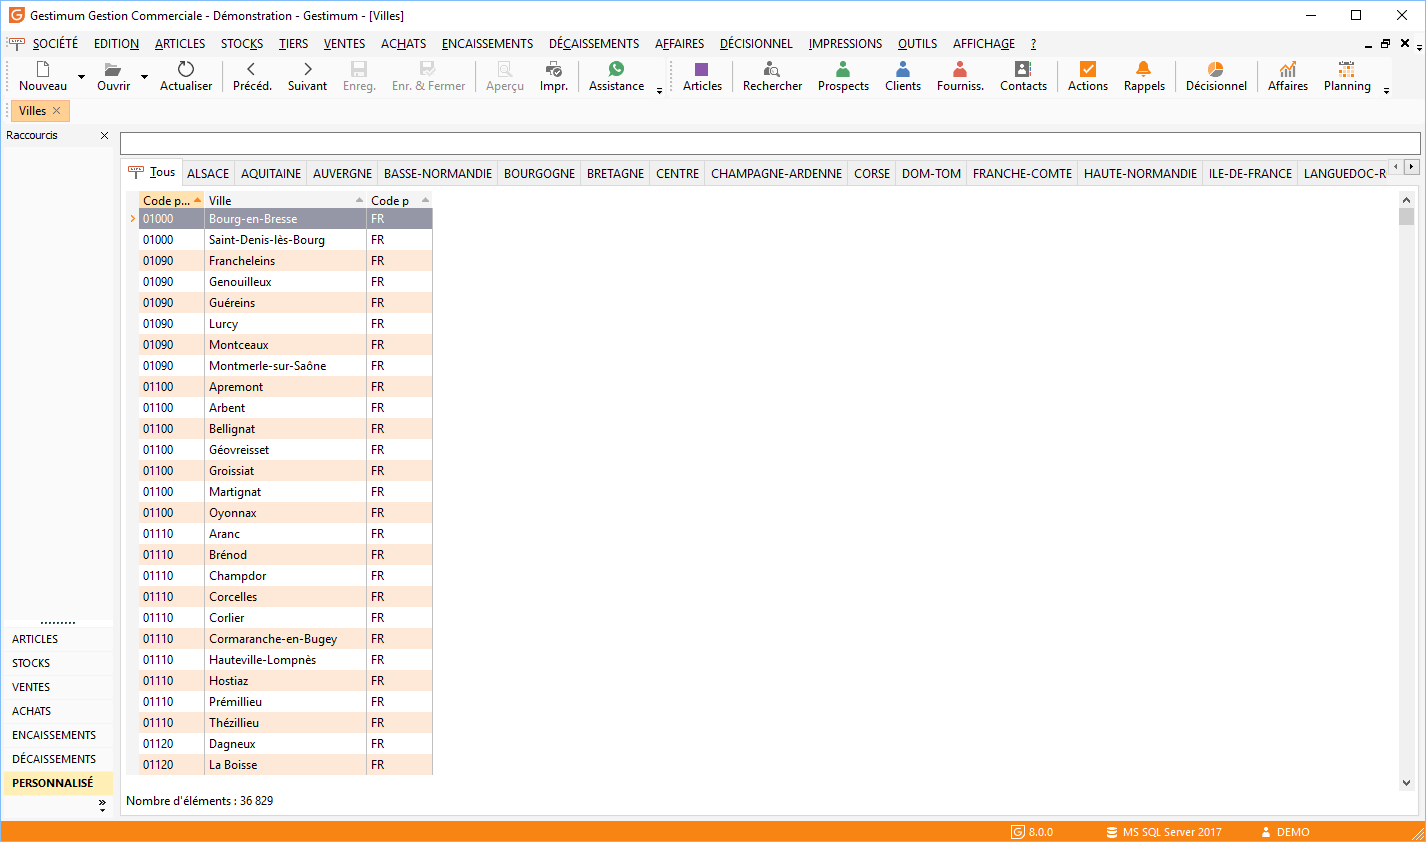 Gestimum Gestion Commerciale - Démonstration - Gestimum - [Villes]
SOCIÉTÉ EDITION ARTICLES STOCKS TIERS VENTES ACHATS ENCAISSEMENTS DÉCAISSEMENTS AFFAIRES DÉCISIONNEL IMPRESSIONS OUTILS AFFICHAGE ?
Nouveau Ouvrir Actualiser Précéd. Suivant Enreg. Enr. & Fermer Aperçu Impr. Assistance Articles Rechercher Prospects Clients Fourniss. Contacts Actions Rappels Décisionnel Affaires Planning
Villes
Raccourcis
Tous ALSACE AQUITAINE AUVERGNE BASSE-NORMANDIE BOURGOGNE BRETAGNE CENTRE CHAMPAGNE-ARDENNE CORSE DOM-TOM FRANCHE-COMTE HAUTE-NORMANDIE ILE-DE-FRANCE LANGUEDOC-R
Code p... Ville Code p
01000 Bourg-en-Bresse FR
01000 Saint-Denis-lès-Bourg FR
01090 Francheleins FR
01090 Genouilleux FR
01090 Guéreins FR
01090 Lurcy FR
01090 Montceaux FR
01090 Montmerle-sur-Saône FR
01100 Apremont FR
01100 Arbent FR
01100 Bellignat FR
01100 Géovreisset FR
01100 Groissiat FR
01100 Martignat FR
01100 Oyonnax FR
01110 Aranc FR
01110 Brénod FR
01110 Champdor FR
01110 Corcelles FR
01110 Corlier FR
01110 Cormaranche-en-Bugey FR
01110 Hauteville-Lompnès FR
01110 Hostiaz FR
01110 Prémillieu FR
01110 Thézillieu FR
01120 Dagneux FR
01120 La Boisse FR
ARTICLES
STOCKS
VENTES
ACHATS
ENCAISSEMENTS
DÉCAISSEMENTS
PERSONNALISÉ
Nombre d'éléments : 36 829
8.0.0 MS SQL Server 2017 DEMO